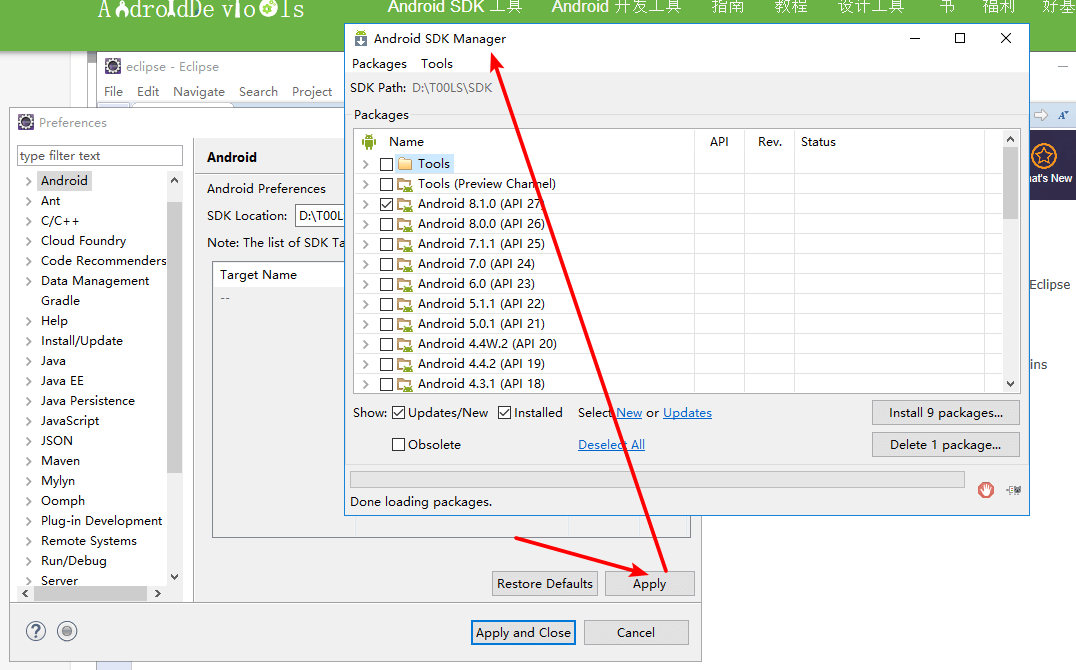 AndroidDevTools
Android SDK 工具 Android 开发工具 指南 教程 设计工具 书 福利 好基
eclipse - Eclipse
File Edit Navigate Search Project
Preferences
type filter text
Android
Ant
C/C++
Cloud Foundry
Code Recommenders
Data Management
Gradle
Help
Install/Update
Java
Java EE
Java Persistence
JavaScript
JSON
Maven
Mylyn
Oomph
Plug-in Development
Remote Systems
Run/Debug
Server
Android
Android Preferences
SDK Location: D:\T00L
Note: The list of SDK Ta
Target Name
--
Restore Defaults Apply
Apply and Close Cancel
Android SDK Manager
Packages Tools
SDK Path: D:\T00LS\SDK
Packages
Name API Rev. Status
Tools
Tools (Preview Channel)
Android 8.1.0 (API 27)
Android 8.0.0 (API 26)
Android 7.1.1 (API 25)
Android 7.0 (API 24)
Android 6.0 (API 23)
Android 5.1.1 (API 22)
Android 5.0.1 (API 21)
Android 4.4W.2 (API 20)
Android 4.4.2 (API 19)
Android 4.3.1 (API 18)
Show: Updates/New Installed Select New or Updates Install 9 packages...
Obsolete Deselect All Delete 1 package...
Done loading packages.
hat's New
Eclipse
ins